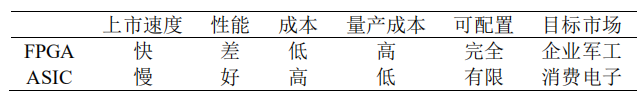 上市速度 性能 成本 量产成本 可配置 目标市场
FPGA 快 差 低 高 完全 企业军工
ASIC 慢 好 高 低 有限 消费电子